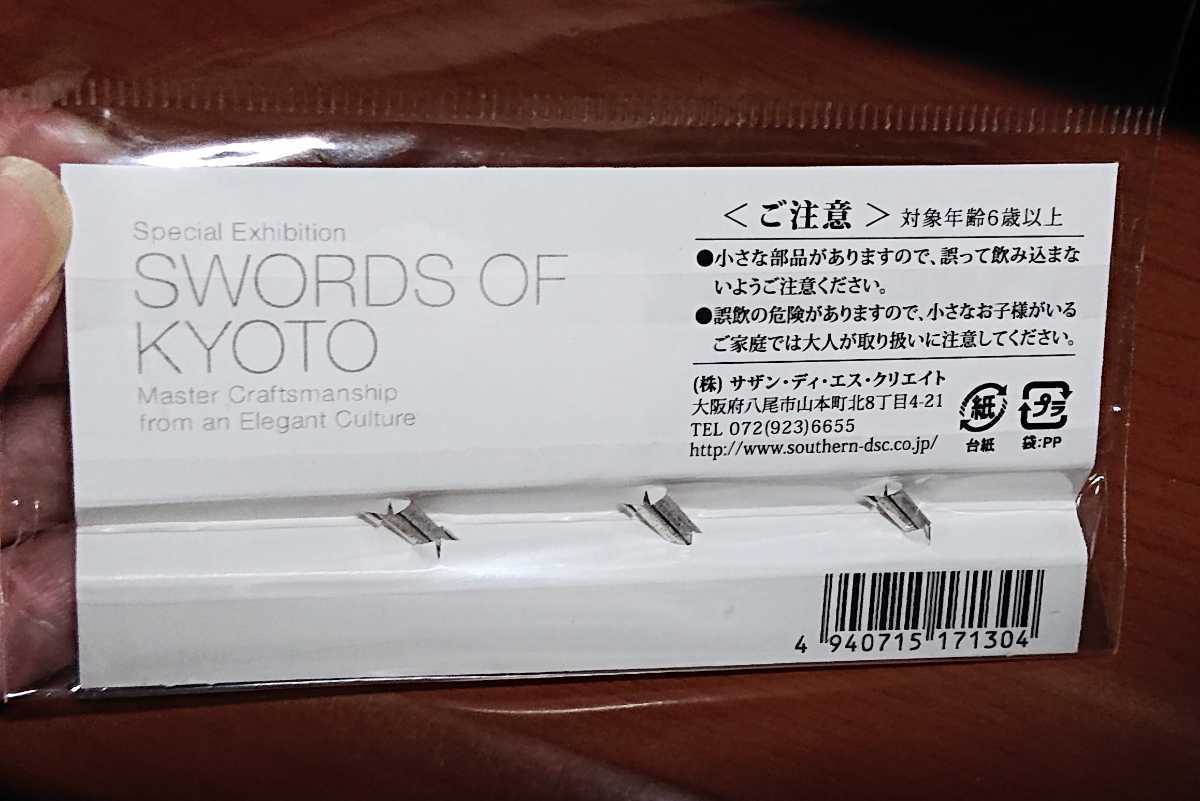 Special Exhibition
SWORDS OF
KYOTO
Master Craftsmanship
from an Elegant Culture
＜ご注意＞ 対象年齢6歳以上
●小さな部品がありますので、誤って飲み込まな
いようご注意ください。
●誤飲の危険がありますので、小さなお子様がいる
ご家庭では大人が取り扱いに注意してください。
(株) サザン・ディ・エス・クリエイト
大阪府八尾市山本町北8丁目4-21
TEL 072(923)6655
http://www.southern-dsc.co.jp/
紙
台紙
プラ
袋:PP
4 940715 171304